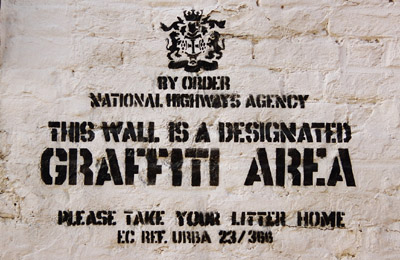 BY ORDER
NATIONAL HIGHWAYS AGENCY
THIS WALL IS A DESIGNATED
GRAFFITI AREA
PLEASE TAKE YOUR LITTER HOME
EC REF. URBA 23/366